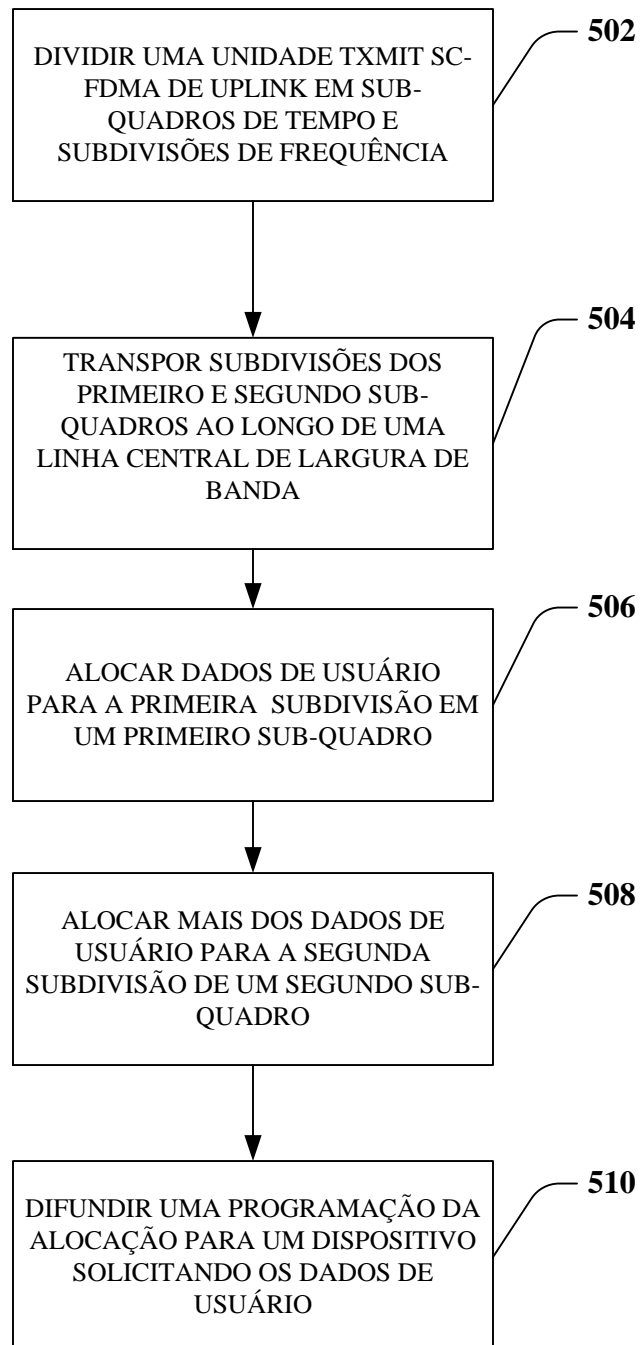 502
DIVIDIR UMA UNIDADE TXMIT SC-
FDMA DE UPLINK EM SUB-
QUADROS DE TEMPO E
SUBDIVISÕES DE FREQUÊNCIA
504
TRANSPOR SUBDIVISÕES DOS
PRIMEIRO E SEGUNDO SUB-
QUADROS AO LONGO DE UMA
LINHA CENTRAL DE LARGURA DE
BANDA
506
ALOCAR DADOS DE USUÁRIO
PARA A PRIMEIRA SUBDIVISÃO EM
UM PRIMEIRO SUB-QUADRO
508
ALOCAR MAIS DOS DADOS DE
USUÁRIO PARA A SEGUNDA
SUBDIVISÃO DE UM SEGUNDO SUB-
QUADRO
510
DIFUNDIR UMA PROGRAMAÇÃO DA
ALOCAÇÃO PARA UM DISPOSITIVO
SOLICITANDO OS DADOS DE
USUÁRIO